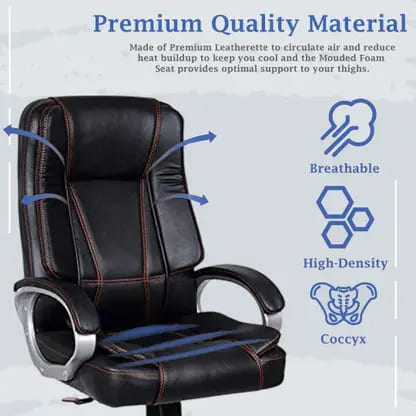 Premium Quality Material
Made of Premium Leatherette to circulate air and reduce
heat buildup to keep you cool and the Mouded Foam
Seat provides optimal support to your thighs.
Breathable
High-Density
Coccyx